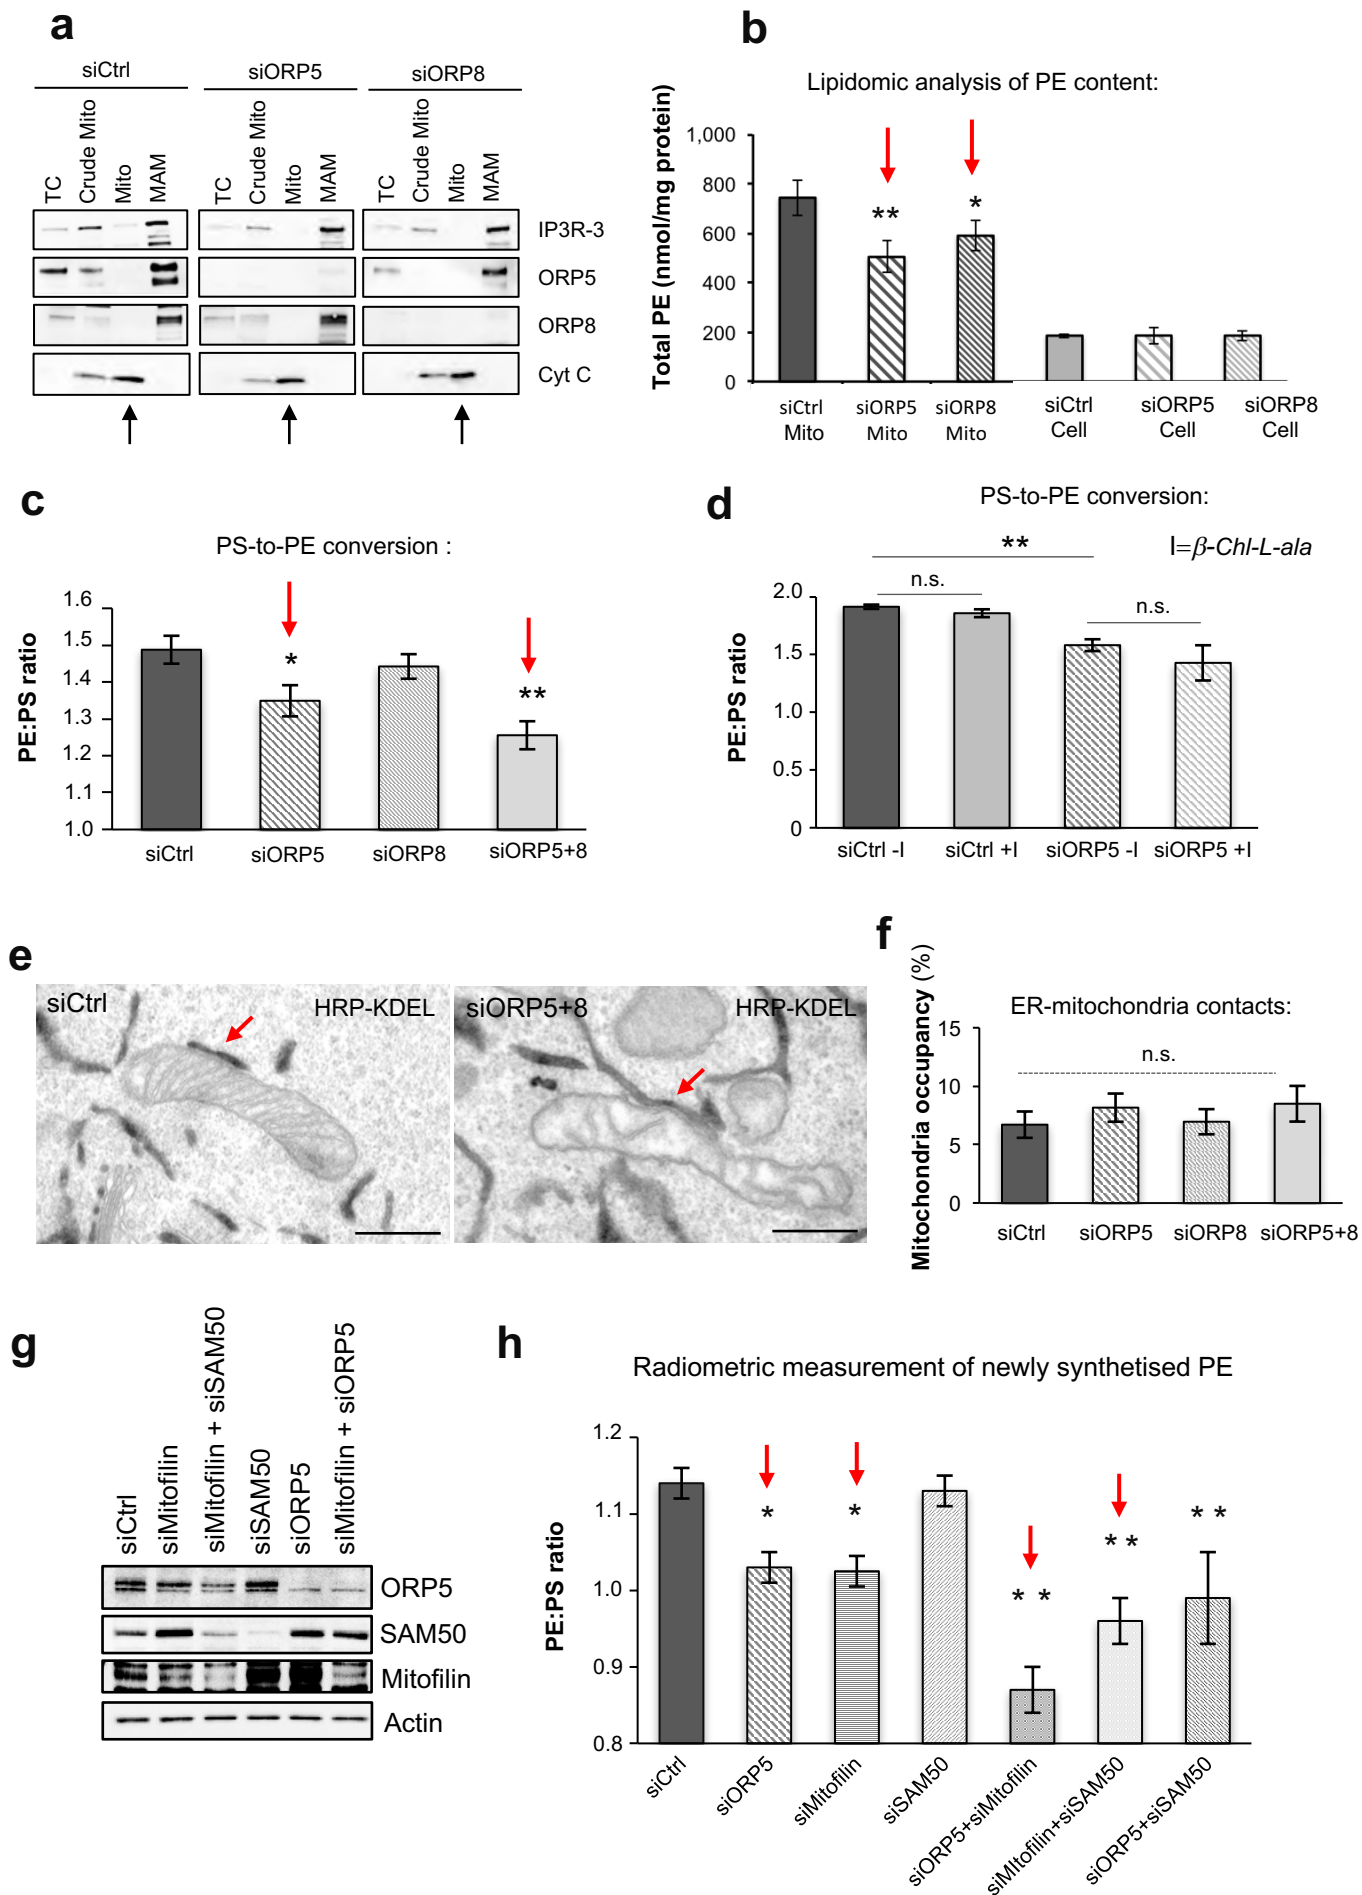 a
siCtrl
siORP5
siORP8
TC
Crude Mito
Mito
MAM
TC
Crude Mito
Mito
MAM
TC
Crude Mito
Mito
MAM
IP3R-3
ORP5
ORP8
Cyt C
b
Lipidomic analysis of PE content:
Total PE (nmol/mg protein)
1,000
800
600
400
200
0
**
*
siCtrl Mito
siORP5 Mito
siORP8 Mito
siCtrl Cell
siORP5 Cell
siORP8 Cell
c
PS-to-PE conversion :
PE:PS ratio
1.6
1.5
1.4
1.3
1.2
1.1
1.0
*
**
siCtrl
siORP5
siORP8
siORP5+8
d
PS-to-PE conversion:
I=β-Chl-L-ala
**
n.s.
n.s.
PE:PS ratio
2.0
1.5
1.0
0.5
0
siCtrl -I
siCtrl +I
siORP5 -I
siORP5 +I
e
siCtrl
HRP-KDEL
siORP5+8
HRP-KDEL
f
ER-mitochondria contacts:
Mitochondria occupancy (%)
15
10
5
0
n.s.
siCtrl
siORP5
siORP8
siORP5+8
g
siCtrl
siMitofilin
siMitofilin + siSAM50
siSAM50
siORP5
siMitofilin + siORP5
ORP5
SAM50
Mitofilin
Actin
h
Radiometric measurement of newly synthetised PE
PE:PS ratio
1.2
1.1
1.0
0.9
0.8
*
*
* *
* *
* *
siCtrl
siORP5
siMitofilin
siSAM50
siORP5+siMitofilin
siMItofilin+siSAM50
siORP5+siSAM50